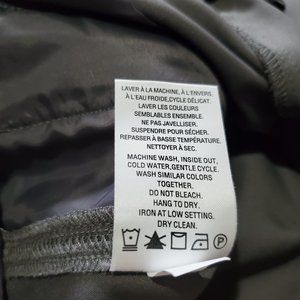 LAVER À LA MACHINE, À L'ENVERS
À L'EAU FROIDE,CYCLE DÉLICAT.
LAVER LES COULEURS
SEMBLABLES ENSEMBLE.
NE PAS JAVELLISER.
SUSPENDRE POUR SÉCHER.
REPASSER À BASSE TEMPÉRATURE.
NETTOYER À SEC.
MACHINE WASH, INSIDE OUT,
COLD WATER,GENTLE CYCLE.
WASH SIMILAR COLORS
TOGETHER.
DO NOT BLEACH.
HANG TO DRY.
IRON AT LOW SETTING.
DRY CLEAN.
P